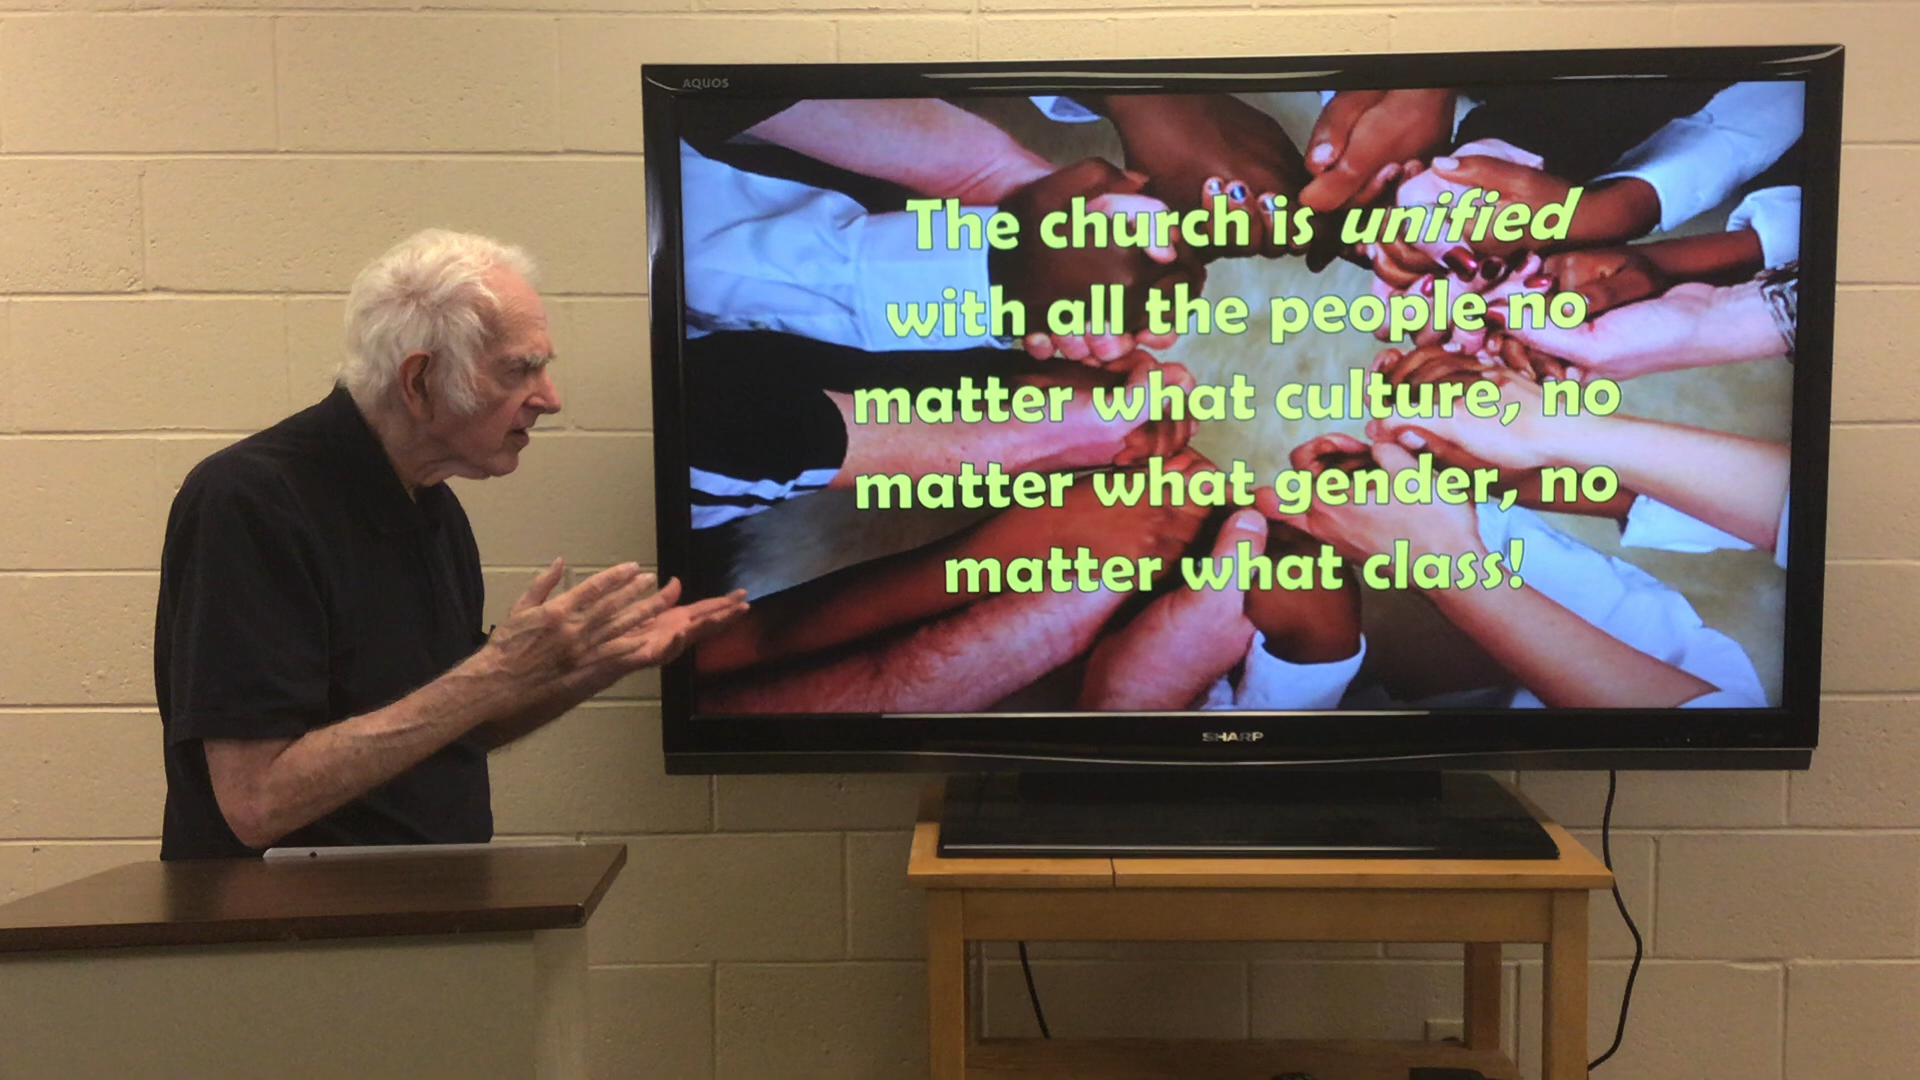 AQUOS
The church is unified
with all the people no
matter what culture, no
matter what gender, no
matter what class!
SHARP